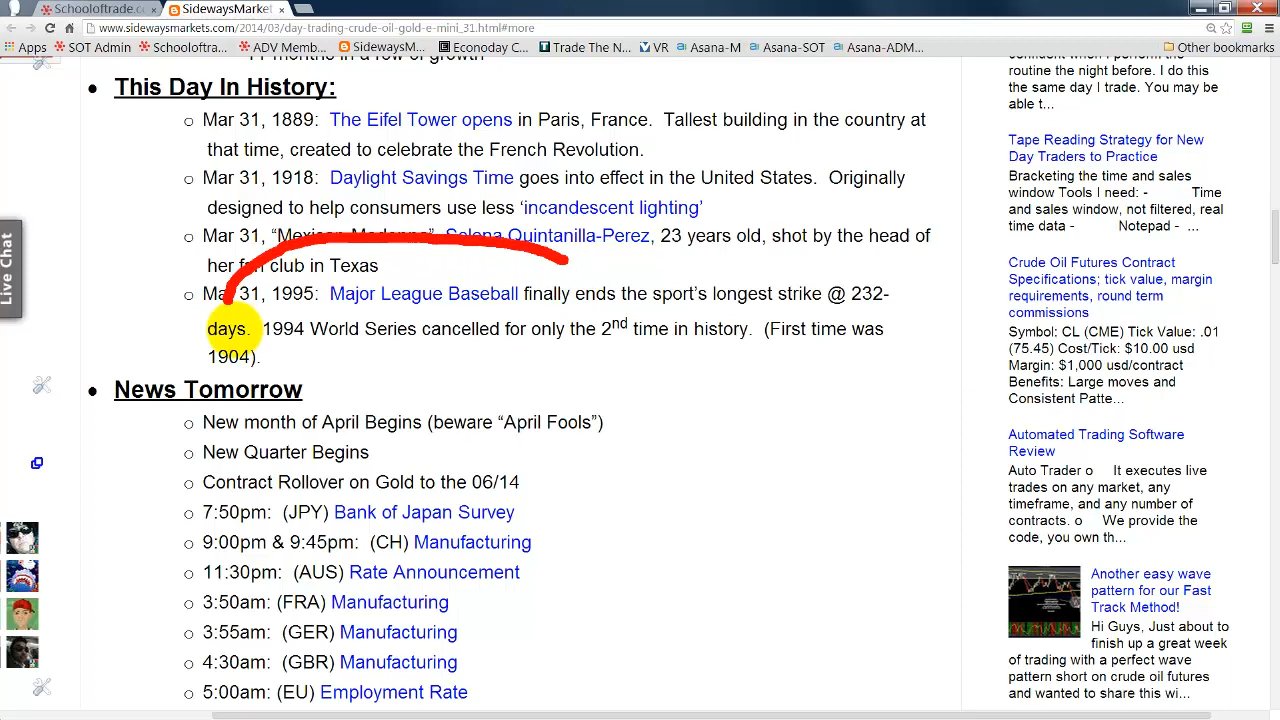 Schooloftrade.c
SidewaysMarket
www.sidewaysmarkets.com/2014/03/day-trading-crude-oil-gold-e-mini_31.html#more
Apps
SOT Admin
Schooloftra...
ADV Memb...
SidewaysM...
Econoday C...
Trade The N...
VR
Asana-M
Asana-SOT
Asana-ADM...
Other bookmarks
11 months in a row of growth
This Day In History:
Mar 31, 1889: The Eifel Tower opens in Paris, France. Tallest building in the country at
that time, created to celebrate the French Revolution.
Mar 31, 1918: Daylight Savings Time goes into effect in the United States. Originally
designed to help consumers use less ‘incandescent lighting’
Mar 31, “Mexican Madonna” Selena Quintanilla-Perez, 23 years old, shot by the head of
her fan club in Texas
Mar 31, 1995: Major League Baseball finally ends the sport’s longest strike @ 232-
days. 1994 World Series cancelled for only the 2nd time in history. (First time was
1904).
News Tomorrow
New month of April Begins (beware “April Fools”)
New Quarter Begins
Contract Rollover on Gold to the 06/14
7:50pm: (JPY) Bank of Japan Survey
9:00pm & 9:45pm: (CH) Manufacturing
11:30pm: (AUS) Rate Announcement
3:50am: (FRA) Manufacturing
3:55am: (GER) Manufacturing
4:30am: (GBR) Manufacturing
5:00am: (EU) Employment Rate
Live Chat
confident when I perform the
routine the night before. I do this
the same day I trade. You may be
able t...
Tape Reading Strategy for New
Day Traders to Practice
Bracketing the time and sales
window Tools I need: - Time
and sales window, not filtered, real
time data - Notepad - ...
Crude Oil Futures Contract
Specifications; tick value, margin
requirements, round term
commissions
Symbol: CL (CME) Tick Value: .01
(75.45) Cost/Tick: $10.00 usd
Margin: $1,000 usd/contract
Benefits: Large moves and
Consistent Patte...
Automated Trading Software
Review
Auto Trader o It executes live
trades on any market, any
timeframe, and any number of
contracts. o We provide the
code, you own th...
Another easy wave
pattern for our Fast
Track Method!
Hi Guys, Just about to
finish up a great week
of trading with a perfect wave
pattern short on crude oil futures
and wanted to share this wi...